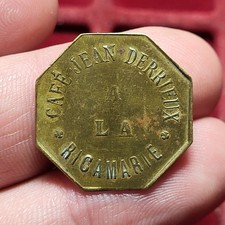 CAFÉ JEAN DERRIEUX
A
LA
RICAMARIE